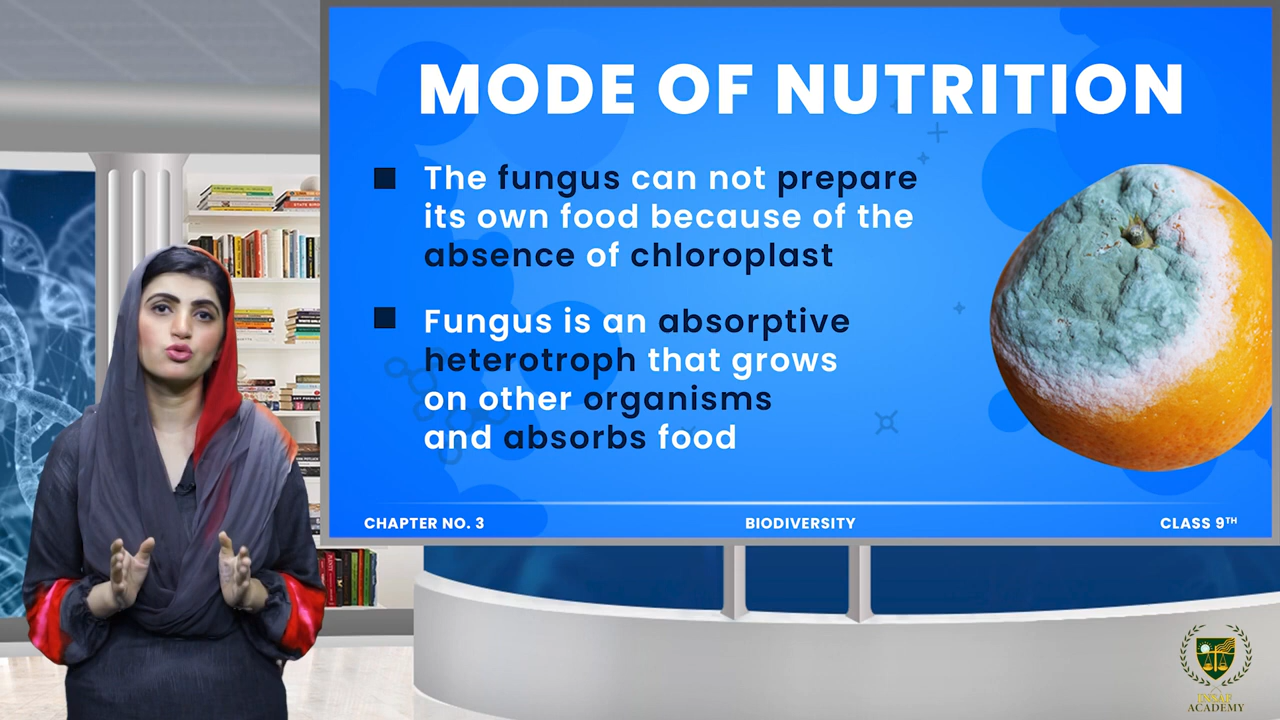 MODE OF NUTRITION
The fungus can not prepare
its own food because of the
absence of chloroplast
Fungus is an absorptive
heterotroph that grows
on other organisms
and absorbs food
CHAPTER NO. 3
BIODIVERSITY
CLASS 9TH
INSAF
ACADEMY